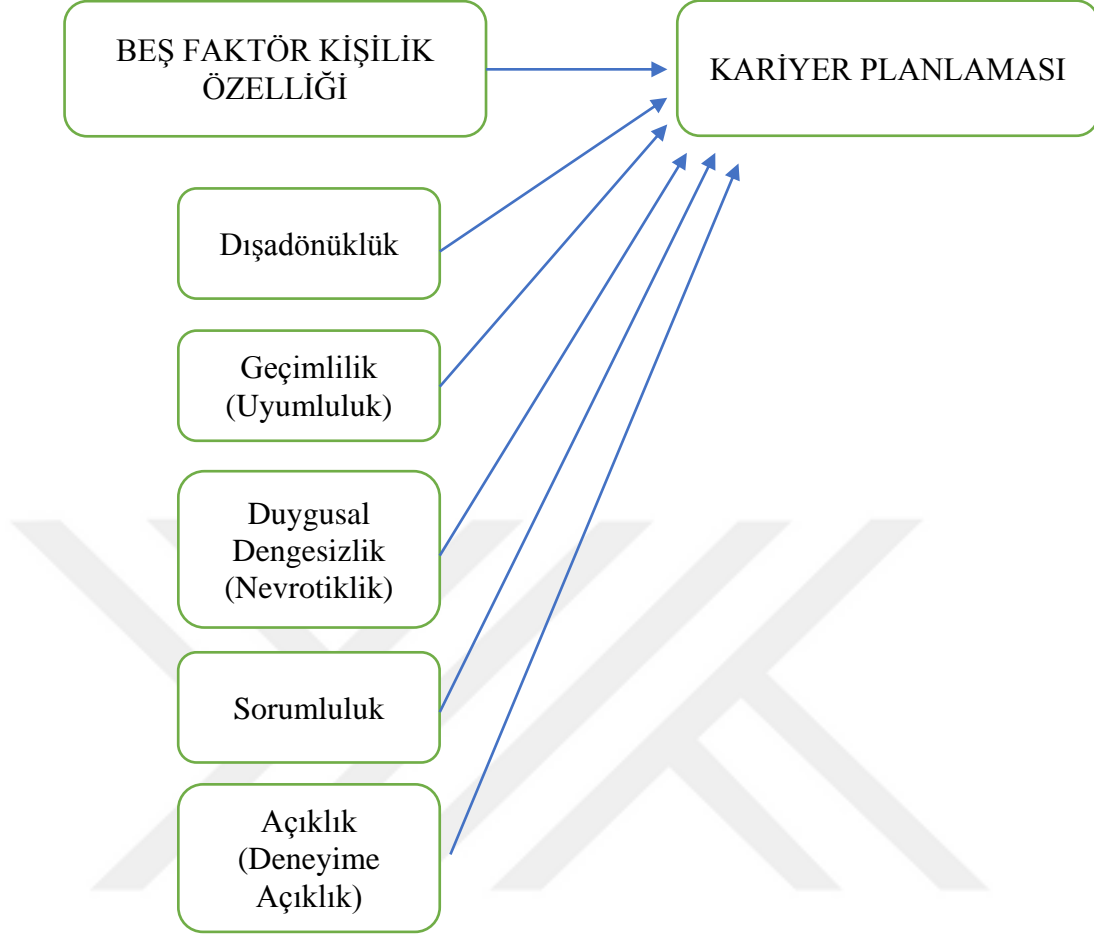 BEŞ FAKTÖR KİŞİLİK
ÖZELLİĞİ
KARİYER PLANLAMASI
Dışadönüklük
Geçimlilik
(Uyumluluk)
Duygusal
Dengesizlik
(Nevrotiklik)
Sorumluluk
Açıklık
(Deneyime
Açıklık)